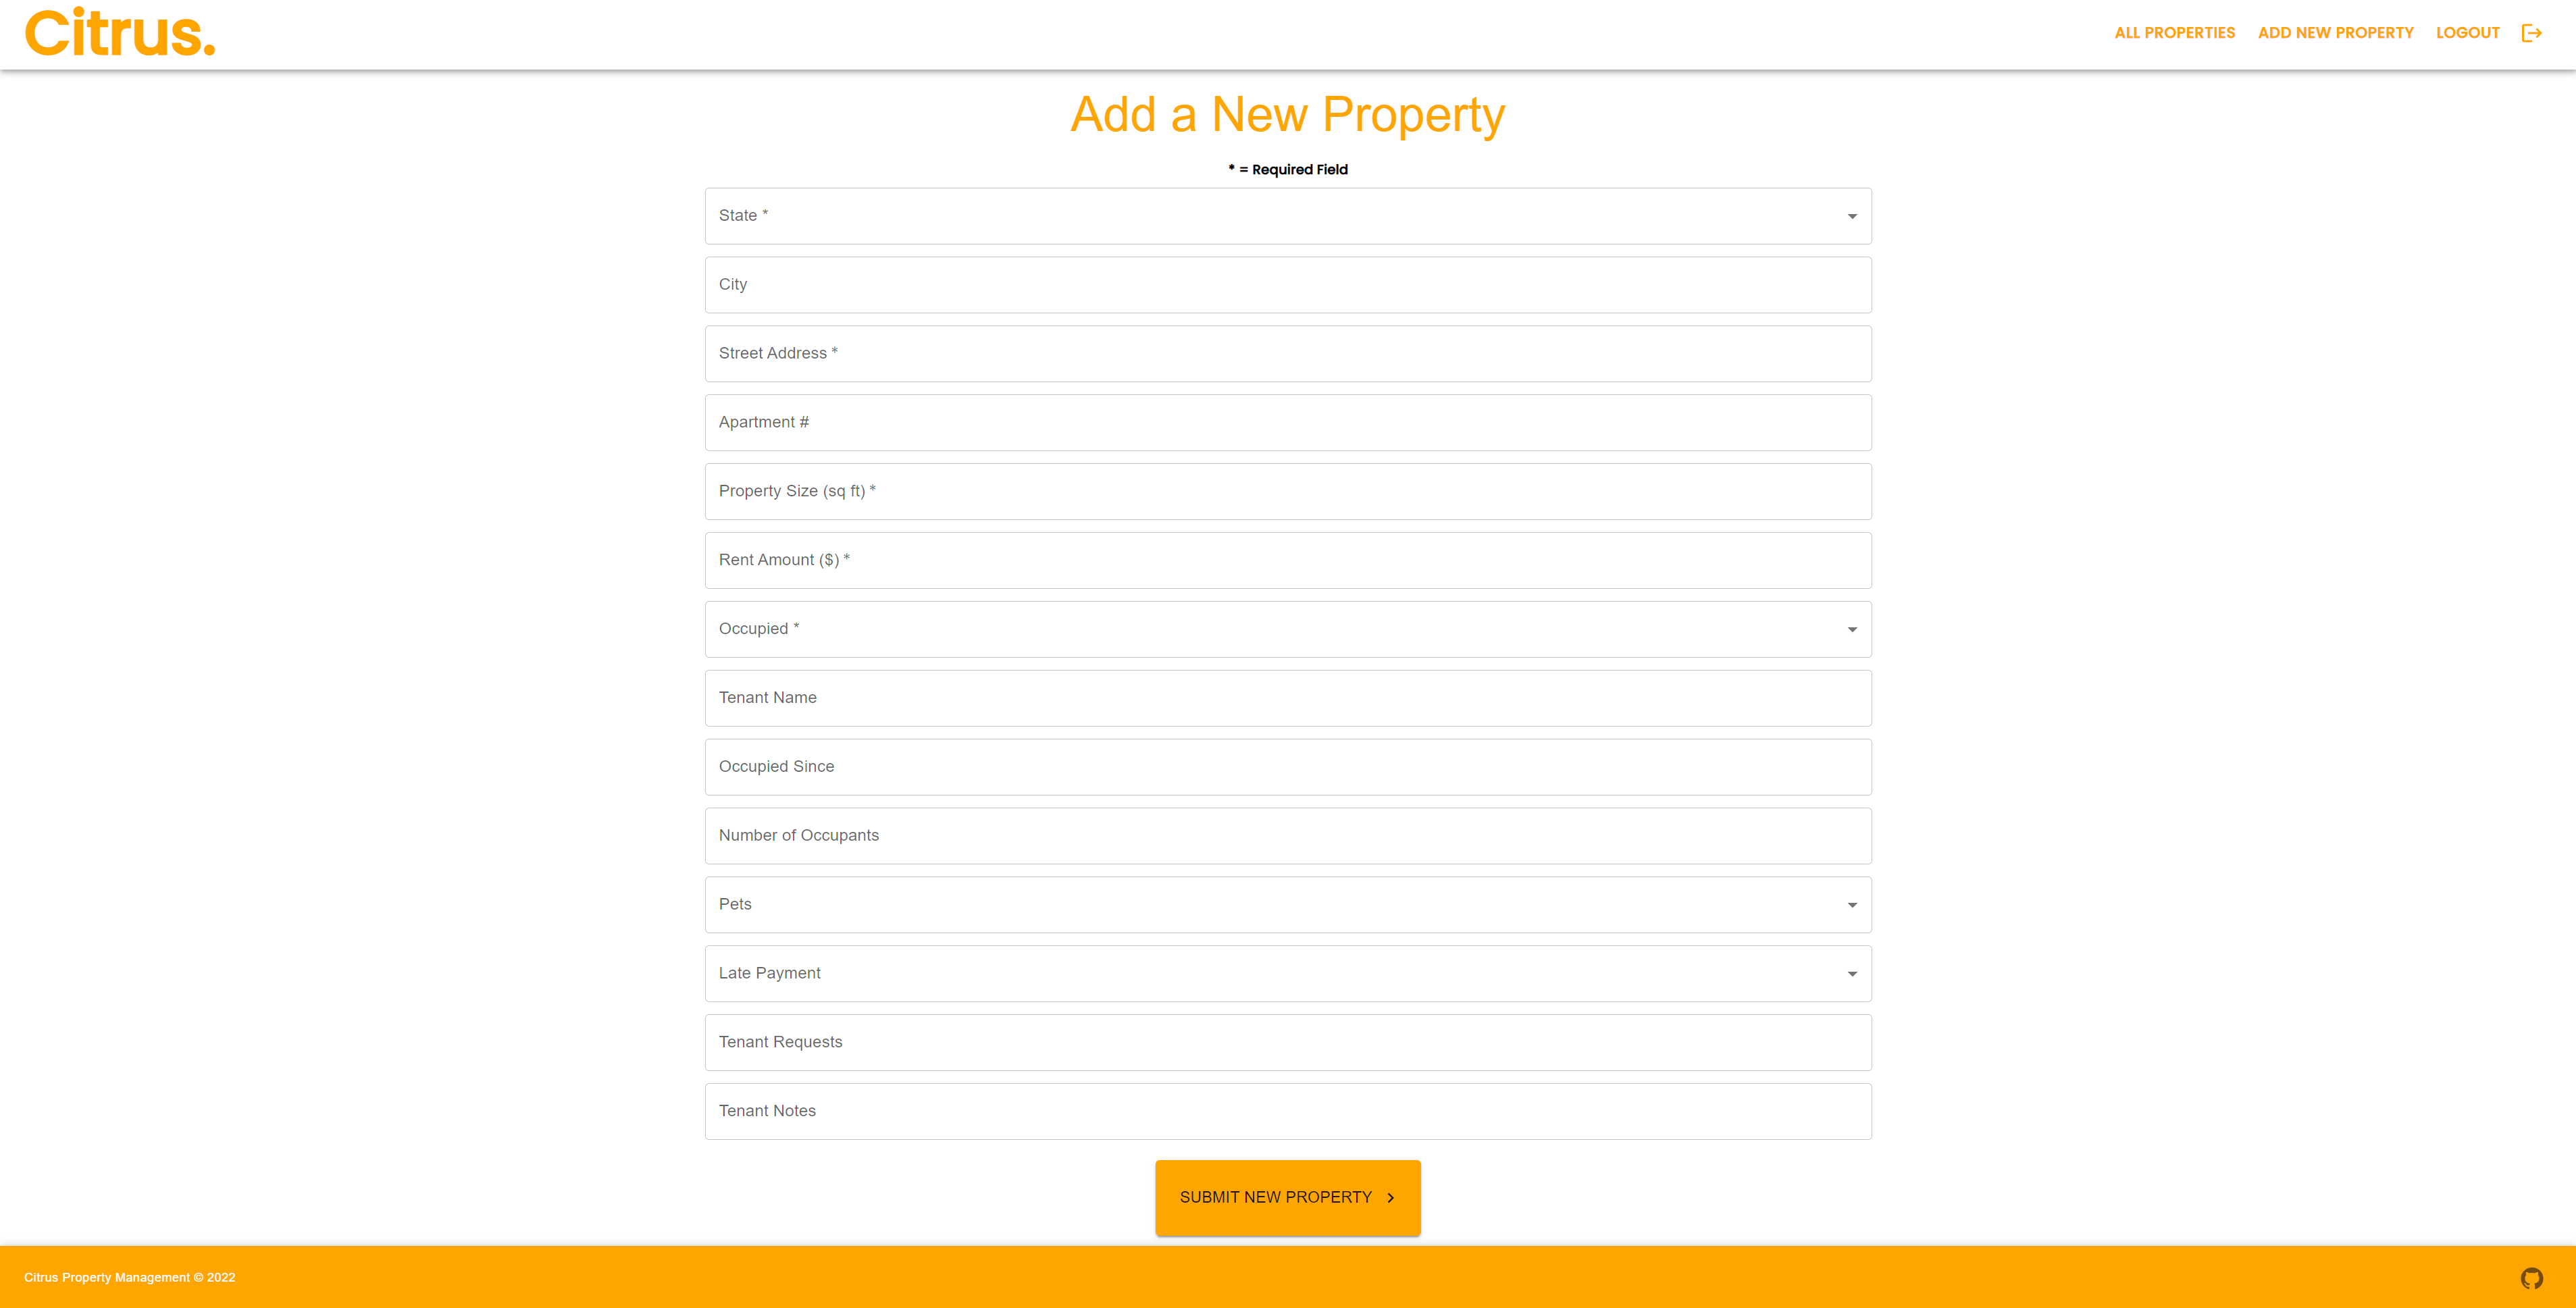 Citrus.
ALL PROPERTIES ADD NEW PROPERTY LOGOUT
Add a New Property
* = Required Field
State *
City
Street Address *
Apartment #
Property Size (sq ft) *
Rent Amount ($) *
Occupied *
Tenant Name
Occupied Since
Number of Occupants
Pets
Late Payment
Tenant Requests
Tenant Notes
SUBMIT NEW PROPERTY
Citrus Property Management © 2022